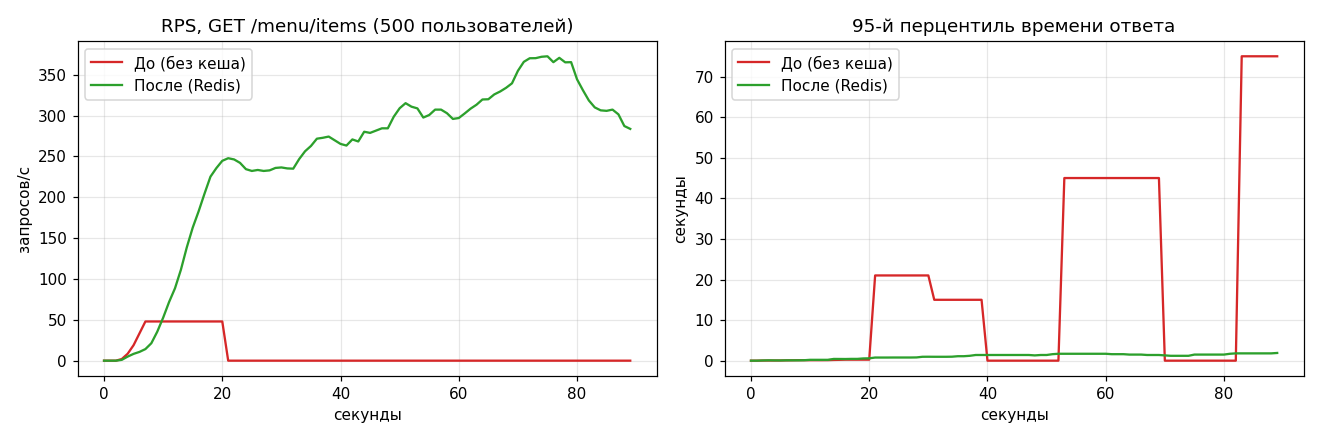 RPS, GET /menu/items (500 пользователей)
До (без кеша)
После (Redis)
запросов/с
350
300
250
200
150
100
50
0
0 20 40 60 80
секунды
95-й перцентиль времени ответа
До (без кеша)
После (Redis)
секунды
70
60
50
40
30
20
10
0
0 20 40 60 80
секунды